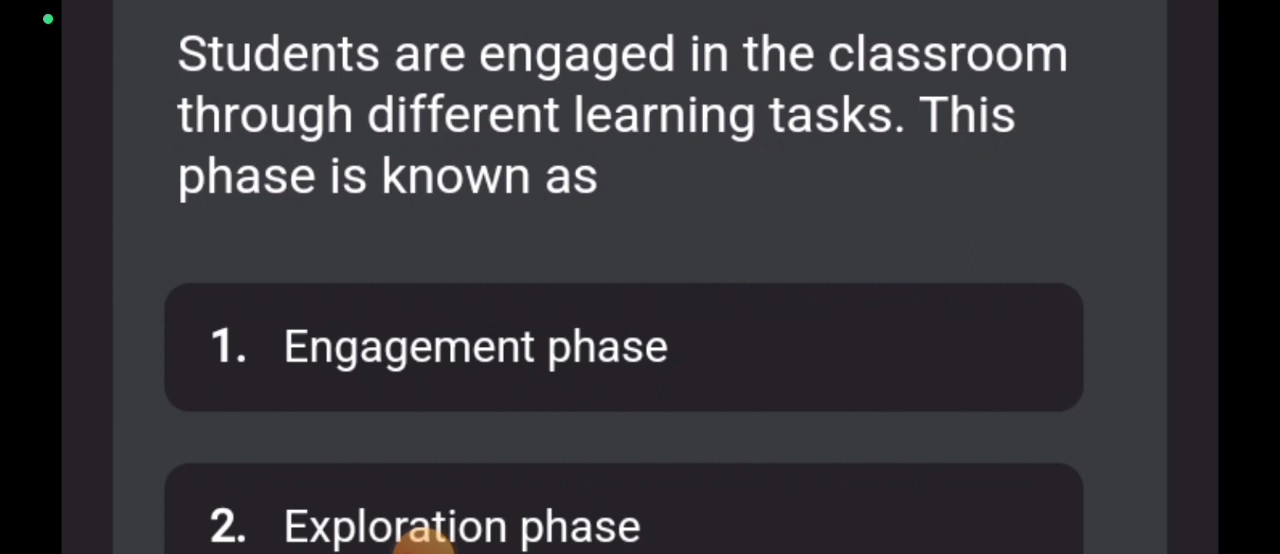 Students are engaged in the classroom
through different learning tasks. This
phase is known as
1. Engagement phase
2. Exploration phase